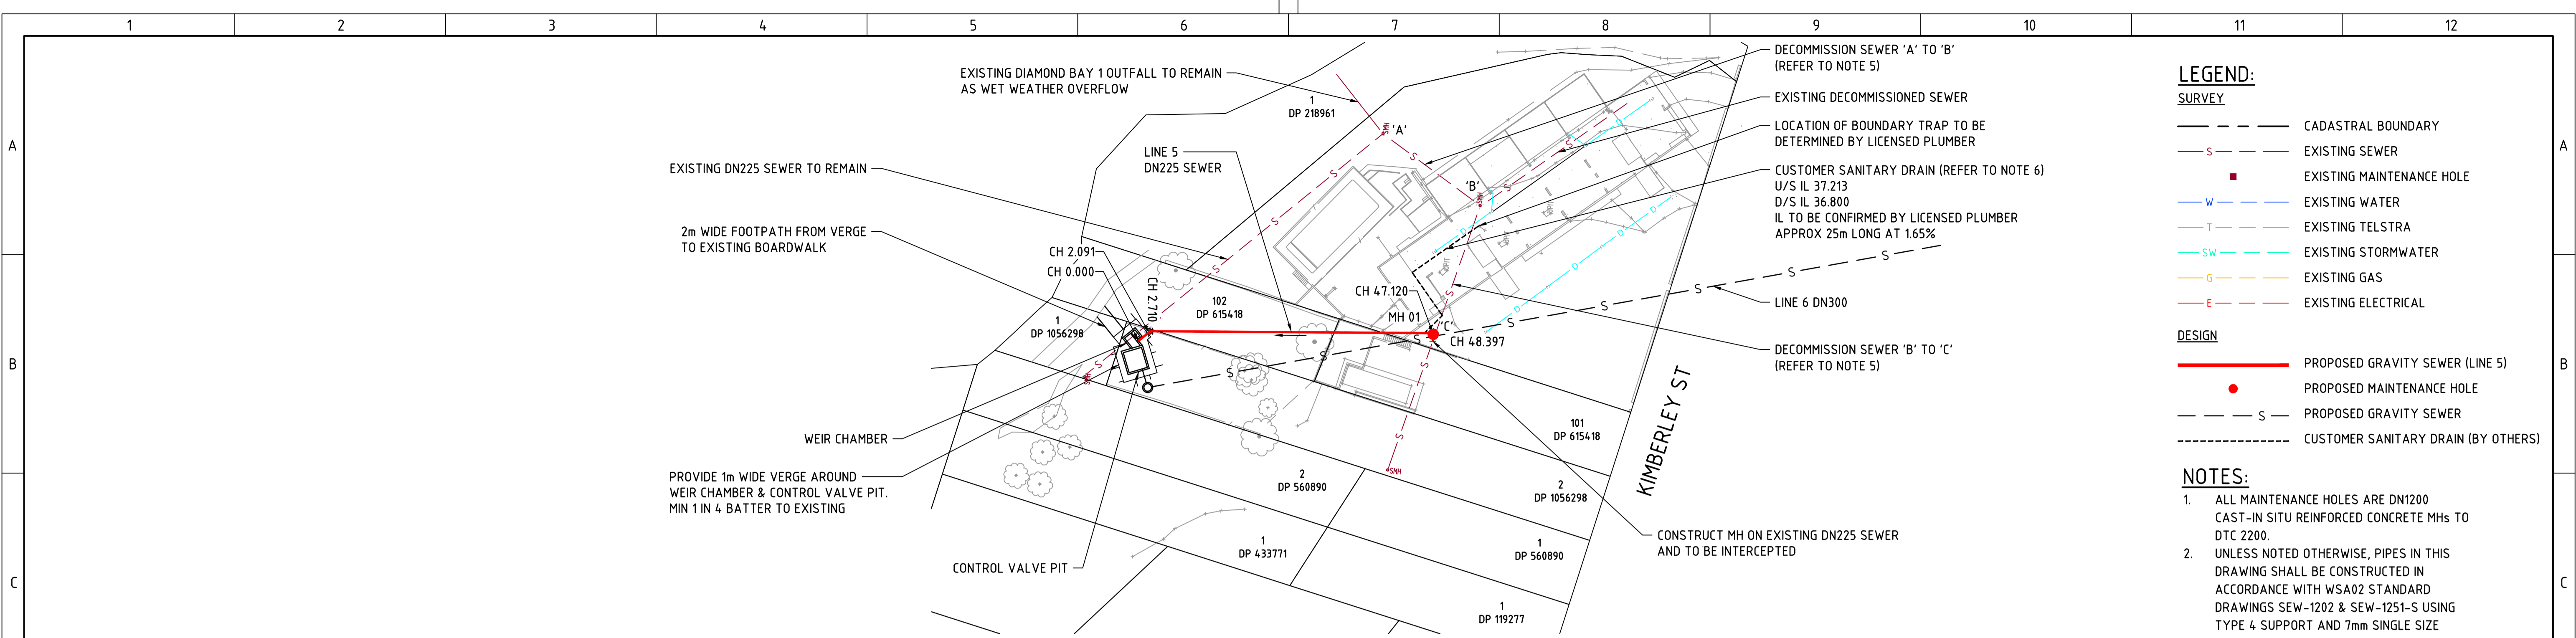 1 2 3 4 5 6 7 8 9 10 11 12
A
B
C
A
B
C
EXISTING DIAMOND BAY 1 OUTFALL TO REMAIN
AS WET WEATHER OVERFLOW
EXISTING DN225 SEWER TO REMAIN
LINE 5
DN225 SEWER
2m WIDE FOOTPATH FROM VERGE
TO EXISTING BOARDWALK
CH 2.091
CH 0.000
CH 2.710
WEIR CHAMBER
PROVIDE 1m WIDE VERGE AROUND
WEIR CHAMBER & CONTROL VALVE PIT.
MIN 1 IN 4 BATTER TO EXISTING
CONTROL VALVE PIT
1
DP 218961
SMH
'A'
'B'
SMH
'C'
102
DP 615418
1
DP 1056298
SMH
CH 47.120
MH 01
CH 48.397
PIT
PIT
SMH
101
DP 615418
2
DP 560890
2
DP 1056298
1
DP 433771
1
DP 560890
1
DP 119277
KIMBERLEY ST
S S S S S S S S S S S S S S S S S
D D D D D D
DECOMMISSION SEWER 'A' TO 'B'
(REFER TO NOTE 5)
EXISTING DECOMMISSIONED SEWER
LOCATION OF BOUNDARY TRAP TO BE
DETERMINED BY LICENSED PLUMBER
CUSTOMER SANITARY DRAIN (REFER TO NOTE 6)
U/S IL 37.213
D/S IL 36.800
IL TO BE CONFIRMED BY LICENSED PLUMBER
APPROX 25m LONG AT 1.65%
LINE 6 DN300
DECOMMISSION SEWER 'B' TO 'C'
(REFER TO NOTE 5)
CONSTRUCT MH ON EXISTING DN225 SEWER
AND TO BE INTERCEPTED
LEGEND:
SURVEY
CADASTRAL BOUNDARY
S EXISTING SEWER
EXISTING MAINTENANCE HOLE
W EXISTING WATER
T EXISTING TELSTRA
SW EXISTING STORMWATER
G EXISTING GAS
E EXISTING ELECTRICAL
DESIGN
PROPOSED GRAVITY SEWER (LINE 5)
PROPOSED MAINTENANCE HOLE
S PROPOSED GRAVITY SEWER
CUSTOMER SANITARY DRAIN (BY OTHERS)
NOTES:
1. ALL MAINTENANCE HOLES ARE DN1200
CAST-IN SITU REINFORCED CONCRETE MHs TO
DTC 2200.
2. UNLESS NOTED OTHERWISE, PIPES IN THIS
DRAWING SHALL BE CONSTRUCTED IN
ACCORDANCE WITH WSA02 STANDARD
DRAWINGS SEW-1202 & SEW-1251-S USING
TYPE 4 SUPPORT AND 7mm SINGLE SIZE